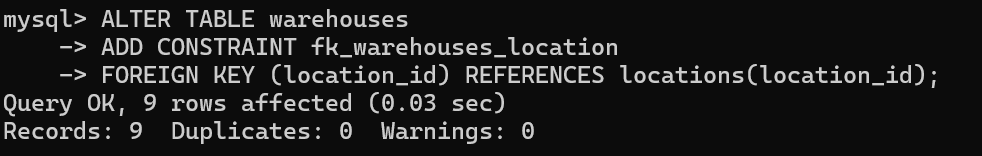 mysql> ALTER TABLE warehouses
    -> ADD CONSTRAINT fk_warehouses_location
    -> FOREIGN KEY (location_id) REFERENCES locations(location_id);
Query OK, 9 rows affected (0.03 sec)
Records: 9  Duplicates: 0  Warnings: 0